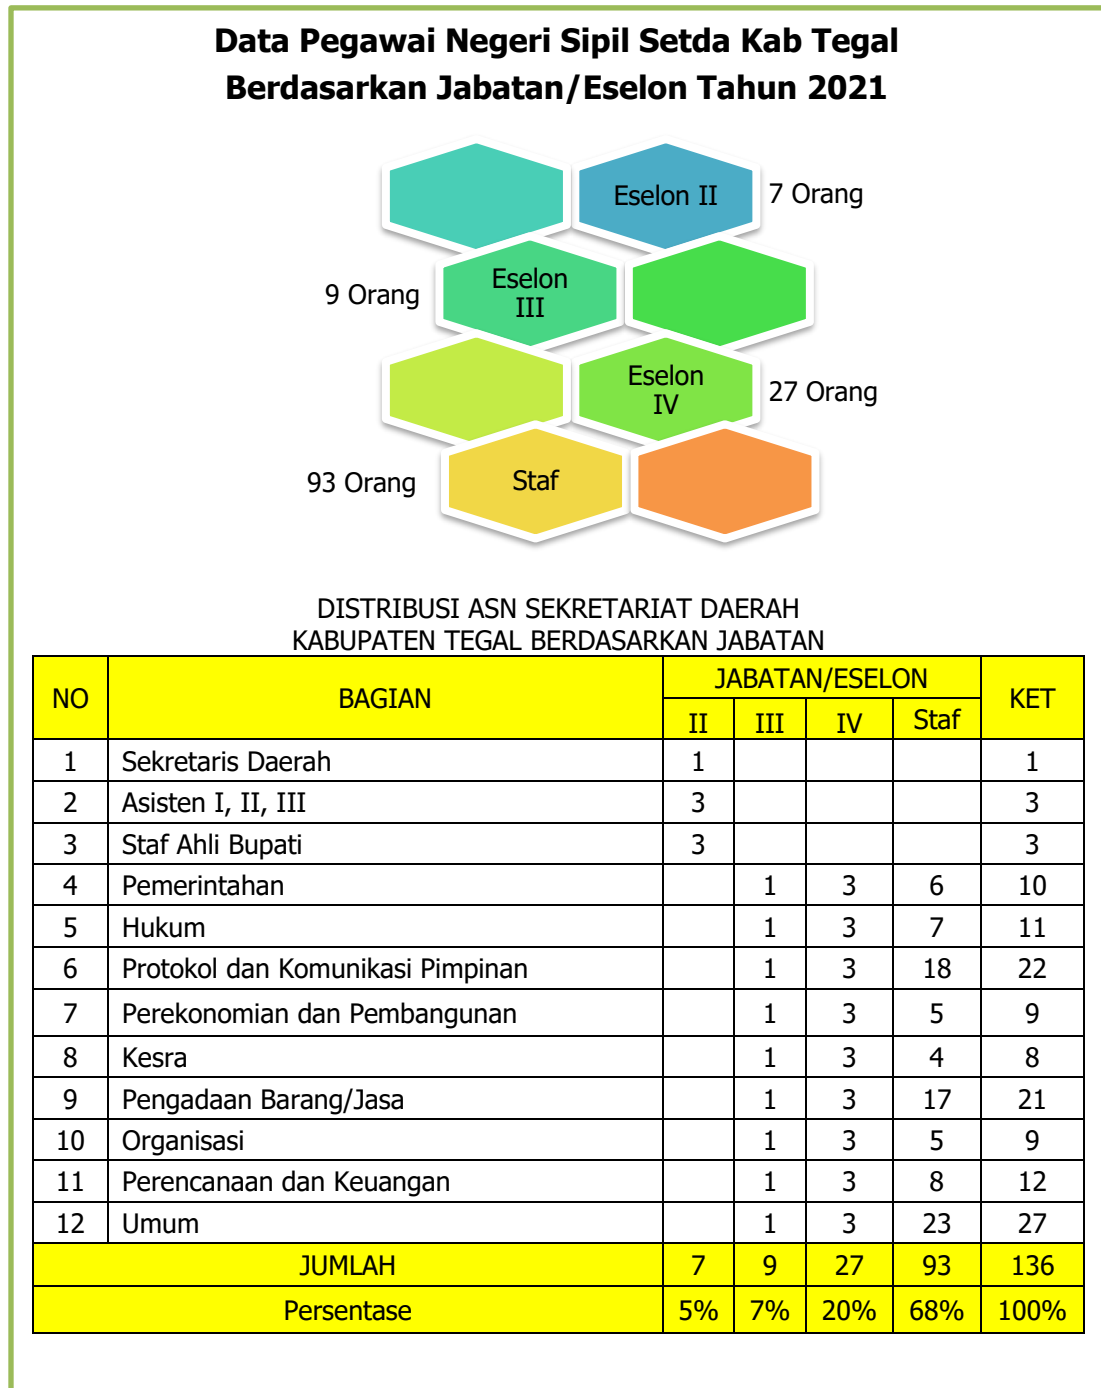 Data Pegawai Negeri Sipil Setda Kab Tegal
Berdasarkan Jabatan/Eselon Tahun 2021
Eselon II
7 Orang
9 Orang
Eselon
III
Eselon
IV
27 Orang
93 Orang
Staf
DISTRIBUSI ASN SEKRETARIAT DAERAH
KABUPATEN TEGAL BERDASARKAN JABATAN
NO BAGIAN JABATAN/ESELON KET
II III IV Staf
1 Sekretaris Daerah 1 1
2 Asisten I, II, III 3 3
3 Staf Ahli Bupati 3 3
4 Pemerintahan 1 3 6 10
5 Hukum 1 3 7 11
6 Protokol dan Komunikasi Pimpinan 1 3 18 22
7 Perekonomian dan Pembangunan 1 3 5 9
8 Kesra 1 3 4 8
9 Pengadaan Barang/Jasa 1 3 17 21
10 Organisasi 1 3 5 9
11 Perencanaan dan Keuangan 1 3 8 12
12 Umum 1 3 23 27
JUMLAH 7 9 27 93 136
Persentase 5% 7% 20% 68% 100%